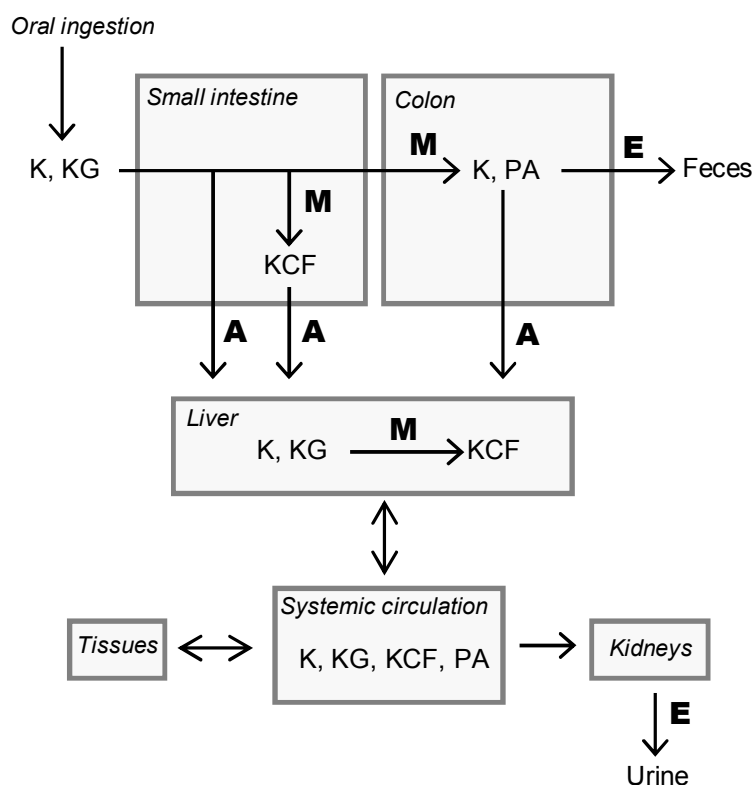 Oral ingestion
Small intestine
Colon
K, KG
M
K, PA
E
Feces
M
KCF
A
A
A
Liver
K, KG
M
KCF
Systemic circulation
K, KG, KCF, PA
Tissues
Kidneys
E
Urine